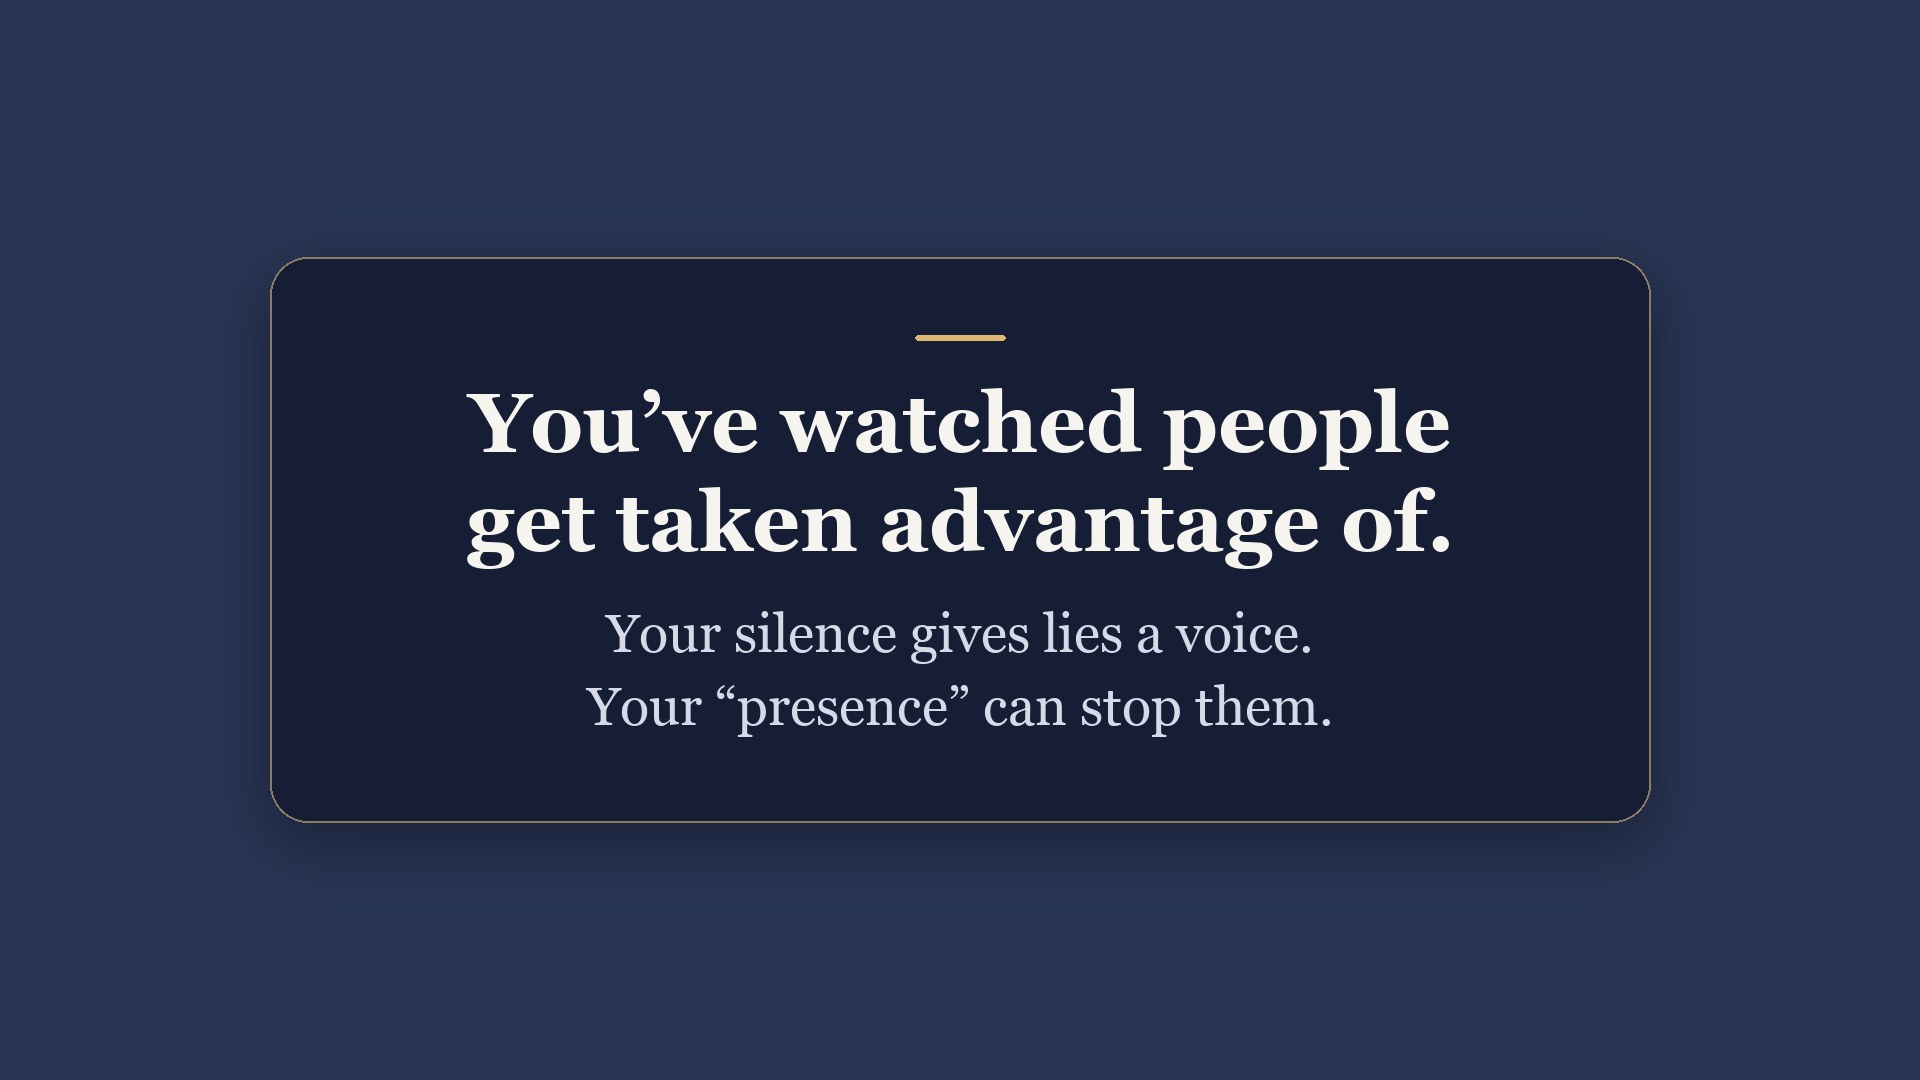 You’ve watched people
get taken advantage of.
Your silence gives lies a voice.
Your “presence” can stop them.